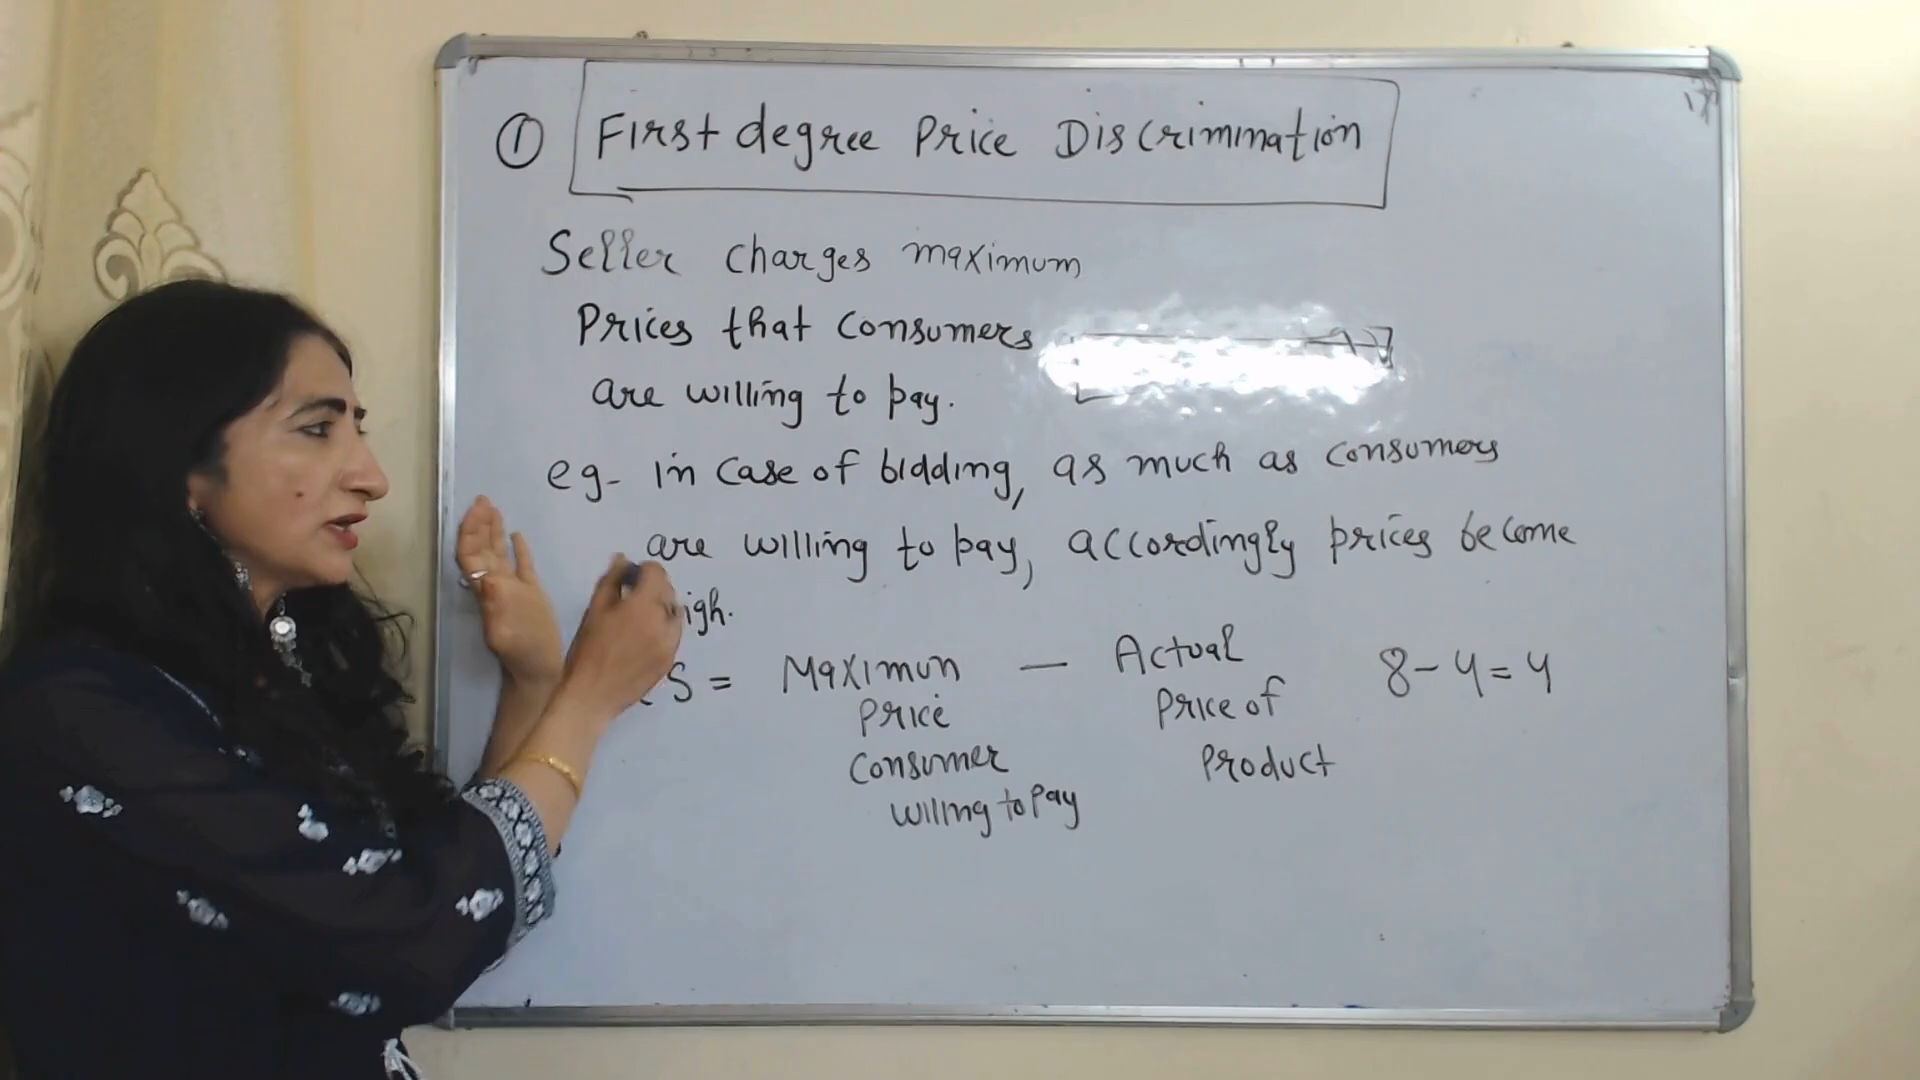 ① First degree Price Discrimination
Seller charges maximum
Prices that consumers
are willing to pay.
eg- in case of bidding, as much as consumers
are willing to pay, accordingly prices become
igh.
S = Maximum — Actual 8-4=4
Price Price of
Consumer Product
willing to pay